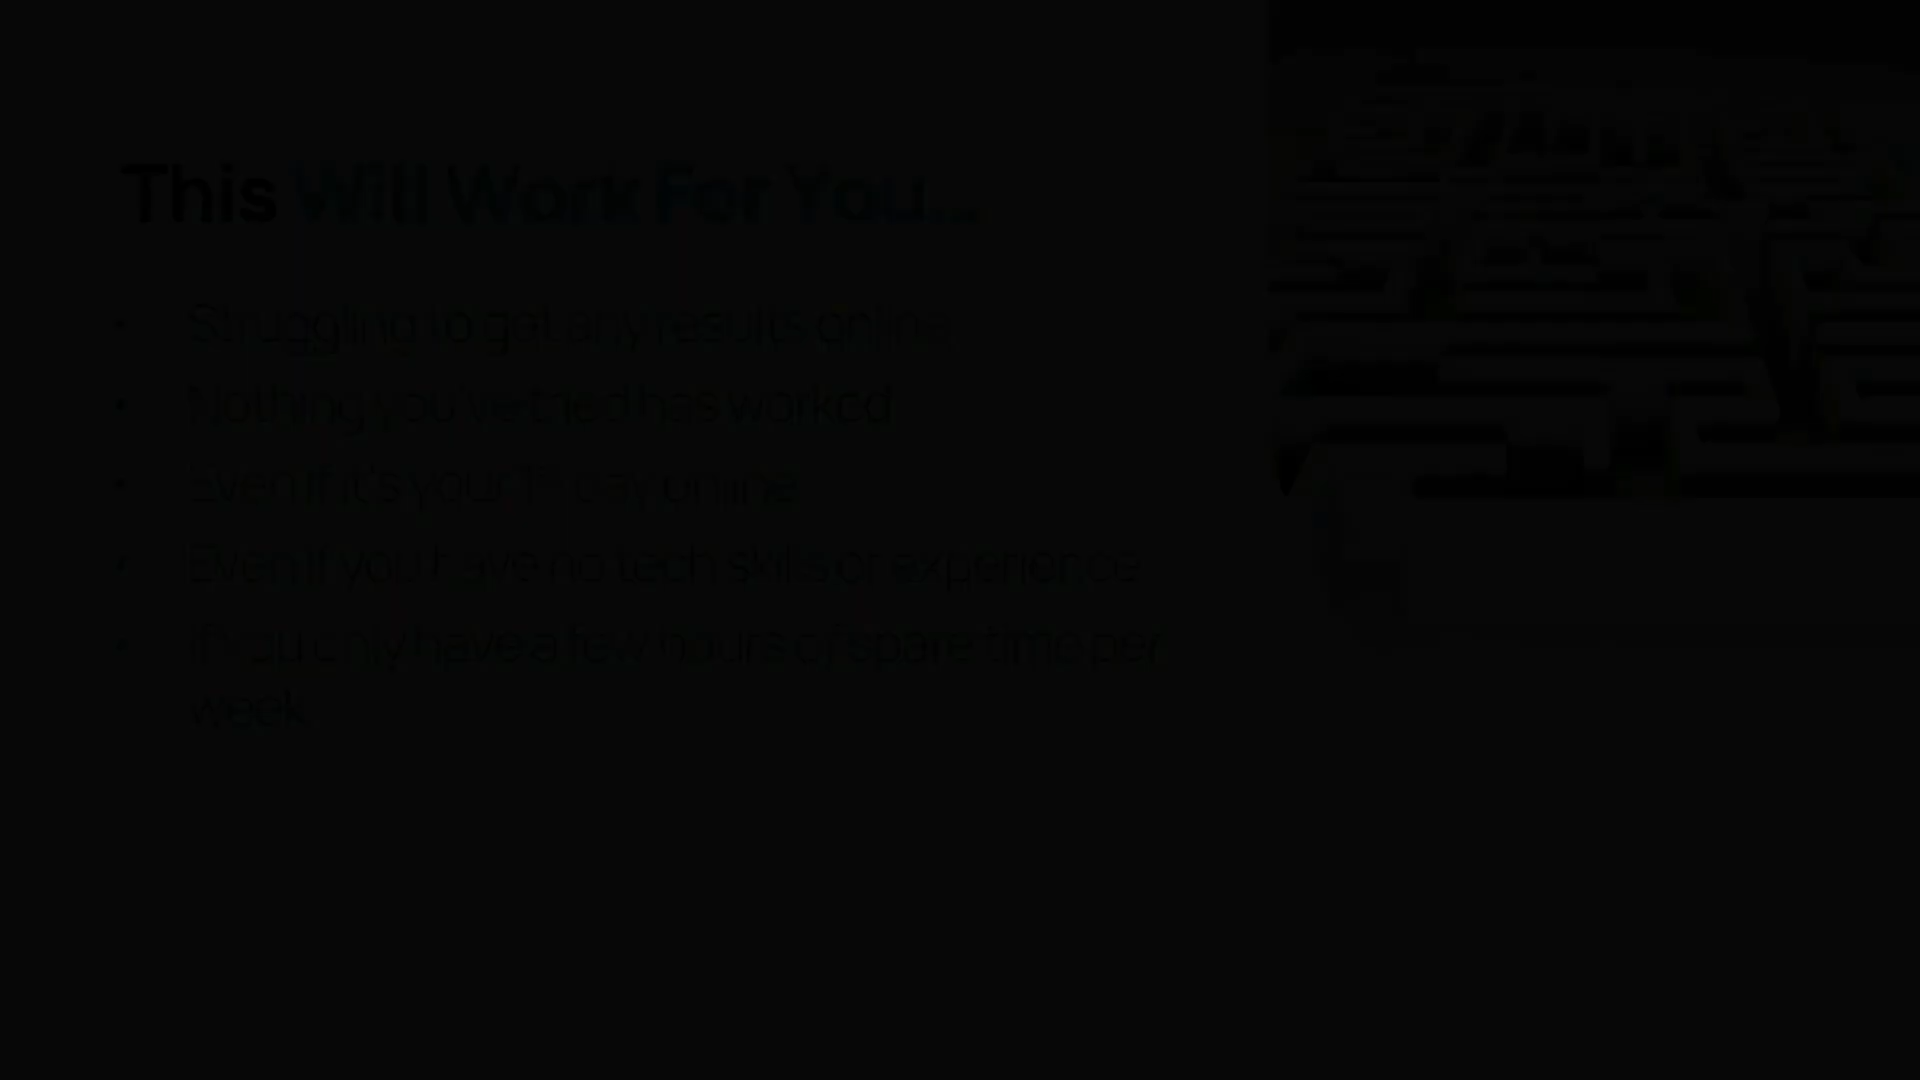 This Will Work For You...
• Struggling to get any results online
• Nothing you've tried has worked
• Even if it's your 1st day online
• Even if you have no tech skills or experience
• If you only have a few hours of spare time per
week